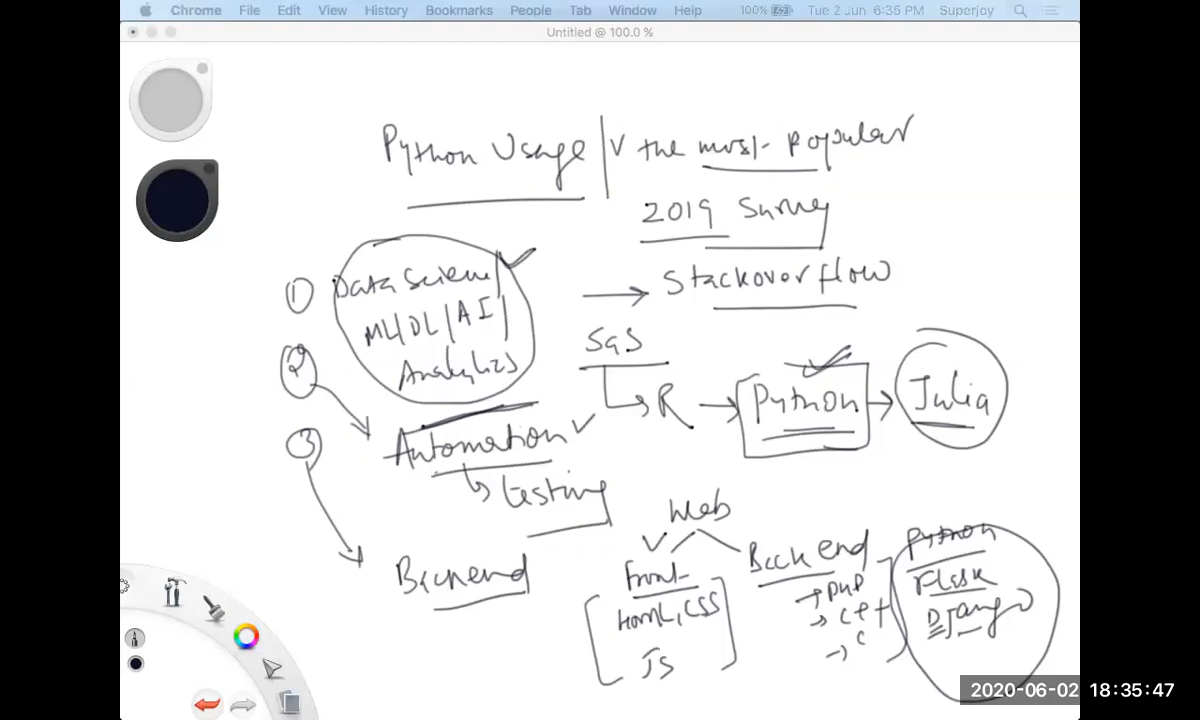 Chrome File Edit View History Bookmarks People Tab Window Help 100% Tue 2 Jun 6:35 PM Superjoy
Untitled @ 100.0 %
Python Usage | the most popular
2019 Survey
→ Stackoverflow
① Data Science
ML/DL/AI/
Analytics
SaS
→ R → Python → Julia
②
Automation
↳ testing
③
Backend
Web
Front
Html, CSS
JS
Back end
→ PHP
→ C++
→ C
Python
Flask
Django
2020-06-02 18:35:47